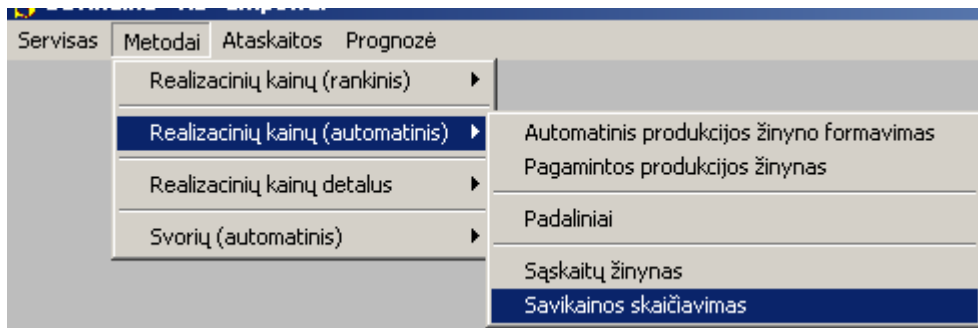 Servisas Metodai Ataskaitos Prognozė
Realizacinių kainų (rankinis)
Realizacinių kainų (automatinis)
Realizacinių kainų detalus
Svorių (automatinis)
Automatinis produkcijos žinyno formavimas
Pagamintos produkcijos žinynas
Padaliniai
Sąskaitų žinynas
Savikainos skaičiavimas